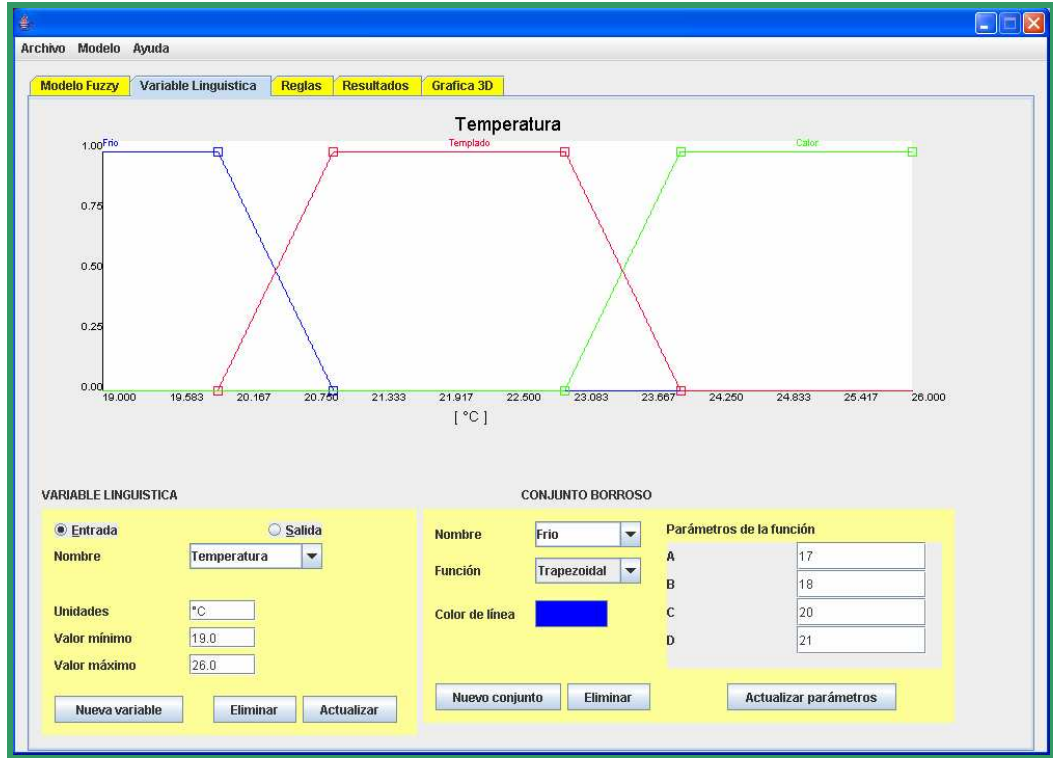 Archivo Modelo Ayuda
Modelo Fuzzy Variable Linguistica Reglas Resultados Grafica 3D
Temperatura
Frio Templado Calor
1.00
0.75
0.50
0.25
0.00
19.000 19.583 20.167 20.750 21.333 21.917 22.500 23.083 23.667 24.250 24.833 25.417 26.000
[ °C ]
VARIABLE LINGUISTICA
Entrada Salida
Nombre Temperatura
Unidades °C
Valor mínimo 19.0
Valor máximo 26.0
Nueva variable Eliminar Actualizar
CONJUNTO BORROSO
Nombre Frio
Función Trapezoidal
Color de línea
Parámetros de la función
A 17
B 18
C 20
D 21
Nuevo conjunto Eliminar Actualizar parámetros